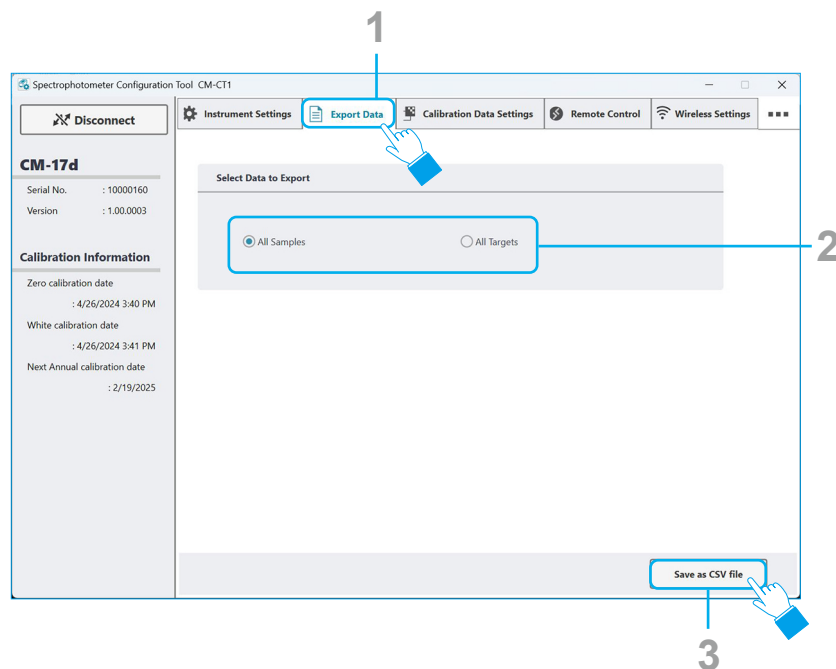 1
Spectrophotometer Configuration Tool CM-CT1
Disconnect
Instrument Settings
Export Data
Calibration Data Settings
Remote Control
Wireless Settings
CM-17d
Serial No. : 10000160
Version : 1.00.0003
Calibration Information
Zero calibration date
: 4/26/2024 3:40 PM
White calibration date
: 4/26/2024 3:41 PM
Next Annual calibration date
: 2/19/2025
Select Data to Export
All Samples
All Targets
2
Save as CSV file
3